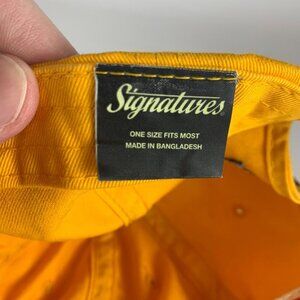 Signatures
ONE SIZE FITS MOST
MADE IN BANGLADESH